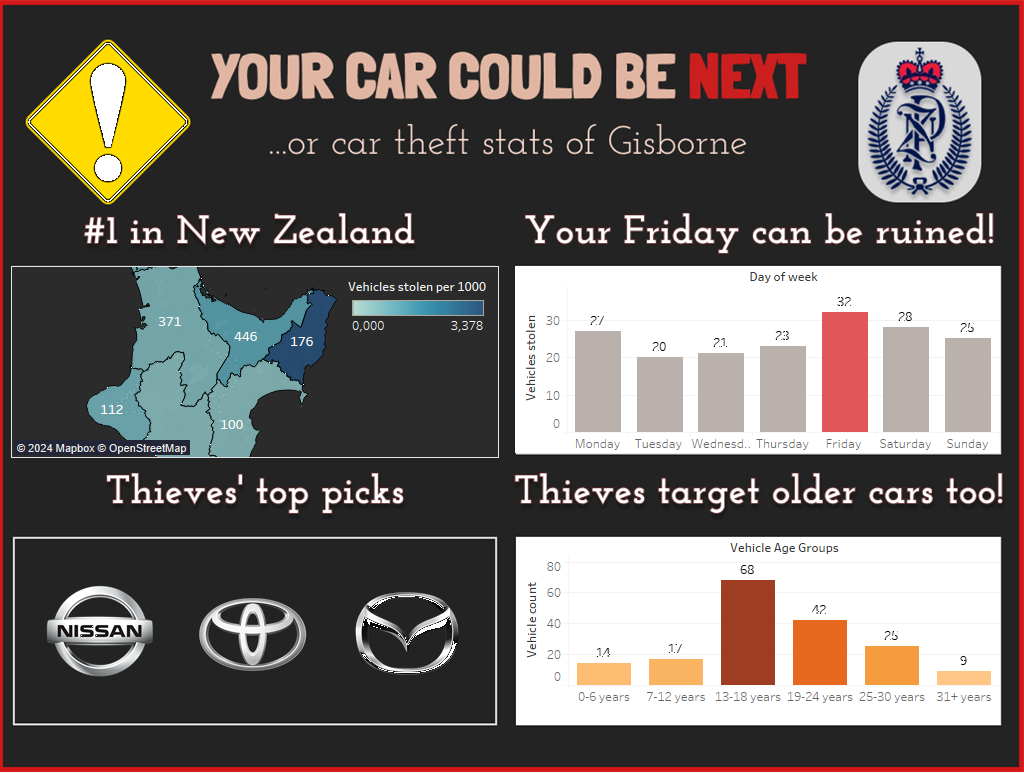 YOUR CAR COULD BE NEXT
...or car theft stats of Gisborne
#1 in New Zealand
Vehicles stolen per 1000
0,000 3,378
371
446
176
112
100
© 2024 Mapbox © OpenStreetMap
Your Friday can be ruined!
Day of week
Vehicles stolen
30
20
10
0
27 20 21 23 32 28 25
Monday Tuesday Wednesd.. Thursday Friday Saturday Sunday
Thieves' top picks
NISSAN
Thieves target older cars too!
Vehicle Age Groups
Vehicle count
80
60
40
20
0
14 17 68 42 25 9
0-6 years 7-12 years 13-18 years 19-24 years 25-30 years 31+ years